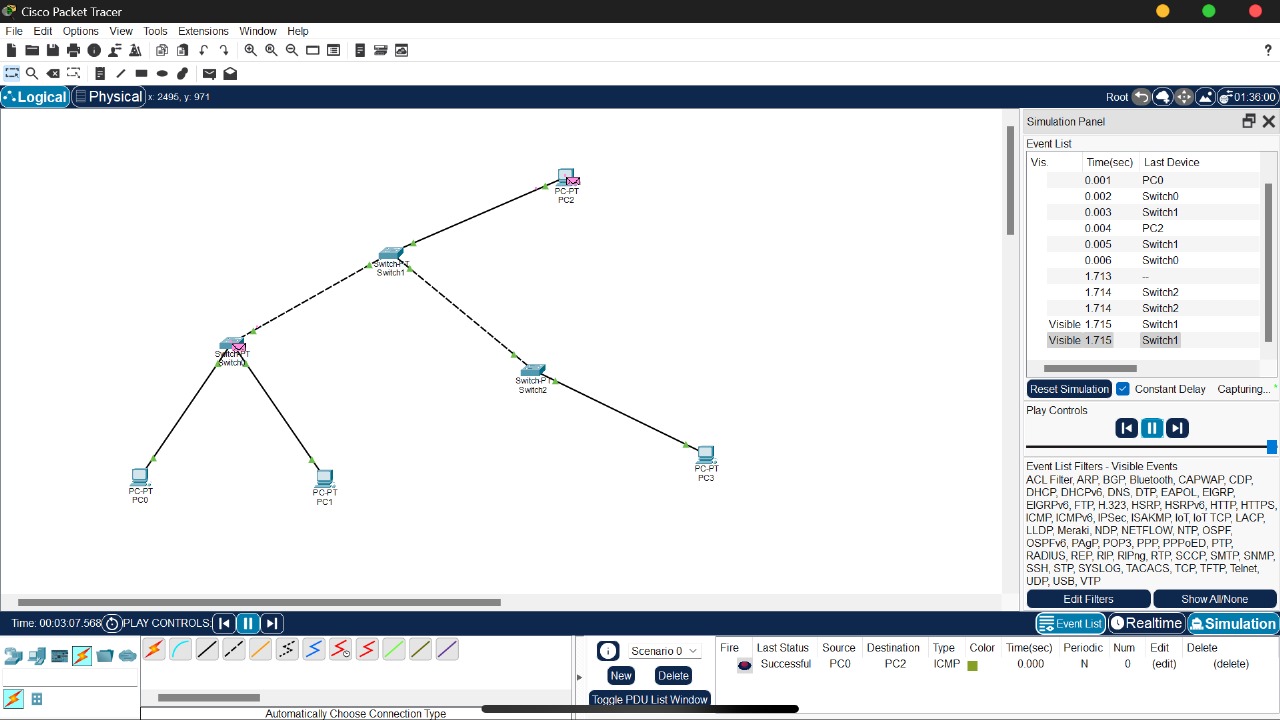 Cisco Packet Tracer
File Edit Options View Tools Extensions Window Help
?
Logical Physical x: 2495, y: 971 Root 01:36:00
Simulation Panel
Event List
Vis. Time(sec) Last Device
0.001 PC0
0.002 Switch0
0.003 Switch1
0.004 PC2
0.005 Switch1
0.006 Switch0
1.713 --
1.714 Switch2
1.714 Switch2
Visible 1.715 Switch1
Visible 1.715 Switch1
Reset Simulation Constant Delay Capturing... *
Play Controls
Event List Filters - Visible Events
ACL Filter, ARP, BGP, Bluetooth, CAPWAP, CDP,
DHCP, DHCPv6, DNS, DTP, EAPOL, EIGRP,
EIGRPv6, FTP, H.323, HSRP, HSRPv6, HTTP, HTTPS,
ICMP, ICMPv6, IPSec, ISAKMP, IoT, IoT TCP, LACP,
LLDP, Meraki, NDP, NETFLOW, NTP, OSPF,
OSPFv6, PAgP, POP3, PPP, PPPoED, PTP,
RADIUS, REP, RIP, RIPng, RTP, SCCP, SMTP, SNMP,
SSH, STP, SYSLOG, TACACS, TCP, TFTP, Telnet,
UDP, USB, VTP
Edit Filters Show All/None
PC-PT
PC2
Switch-PT
Switch1
Switch-PT
Switch0
Switch-PT
Switch2
PC-PT
PC3
PC-PT
PC0
PC-PT
PC1
Time: 00:03:07.568 PLAY CONTROLS: Event List Realtime Simulation
Automatically Choose Connection Type
Scenario 0
New Delete
Toggle PDU List Window
Fire Last Status Source Destination Type Color Time(sec) Periodic Num Edit Delete
Successful PC0 PC2 ICMP 0.000 N 0 (edit) (delete)